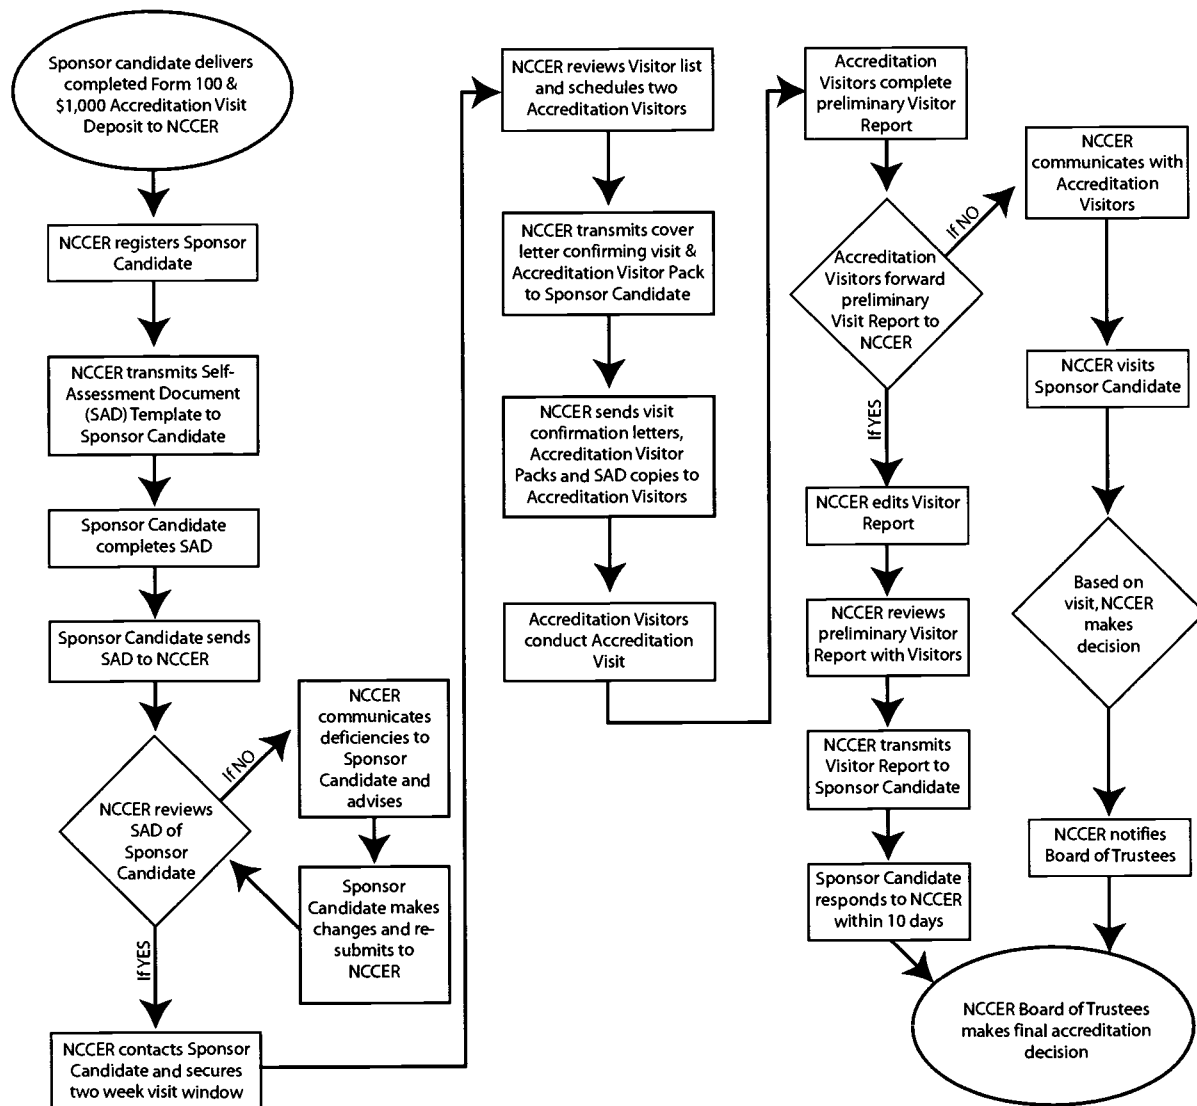 Sponsor candidate delivers
completed Form 100 &
$1,000 Accreditation Visit
Deposit to NCCER
NCCER registers Sponsor
Candidate
NCCER transmits Self-
Assessment Document
(SAD) Template to
Sponsor Candidate
Sponsor Candidate
completes SAD
Sponsor Candidate sends
SAD to NCCER
NCCER reviews
SAD of
Sponsor
Candidate
If NO
NCCER
communicates
deficiencies to
Sponsor
Candidate and
advises
Sponsor
Candidate makes
changes and re-
submits to
NCCER
If YES
NCCER contacts Sponsor
Candidate and secures
two week visit window
NCCER reviews Visitor list
and schedules two
Accreditation Visitors
NCCER transmits cover
letter confirming visit &
Accreditation Visitor Pack
to Sponsor Candidate
NCCER sends visit
confirmation letters,
Accreditation Visitor
Packs and SAD copies to
Accreditation Visitors
Accreditation Visitors
conduct Accreditation
Visit
Accreditation
Visitors complete
preliminary Visitor
Report
Accreditation
Visitors forward
preliminary
Visit Report to
NCCER
If NO
If YES
NCCER edits Visitor
Report
NCCER reviews
preliminary Visitor
Report with Visitors
NCCER transmits
Visitor Report to
Sponsor Candidate
Sponsor Candidate
responds to NCCER
within 10 days
NCCER
communicates with
Accreditation
Visitors
NCCER visits
Sponsor Candidate
Based on
visit, NCCER
makes
decision
NCCER notifies
Board of Trustees
NCCER Board of Trustees
makes final accreditation
decision